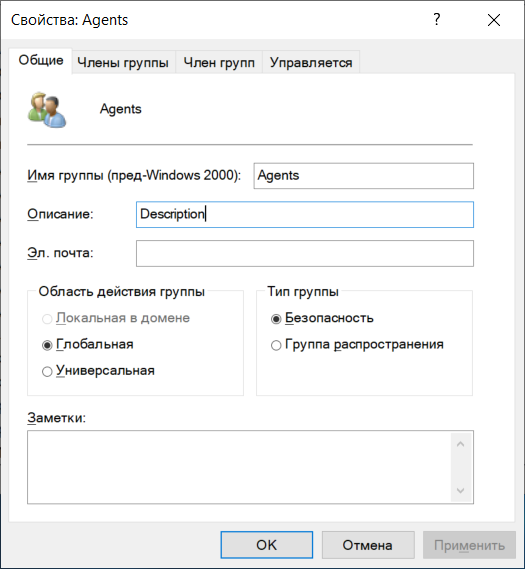 Свойства: Agents
?
Общие Члены группы Член групп Управляется
Agents
Имя группы (пред-Windows 2000): Agents
Описание: Description
Эл. почта:
Область действия группы Тип группы
Локальная в домене Безопасность
Глобальная Группа распространения
Универсальная
Заметки:
OK Отмена Применить